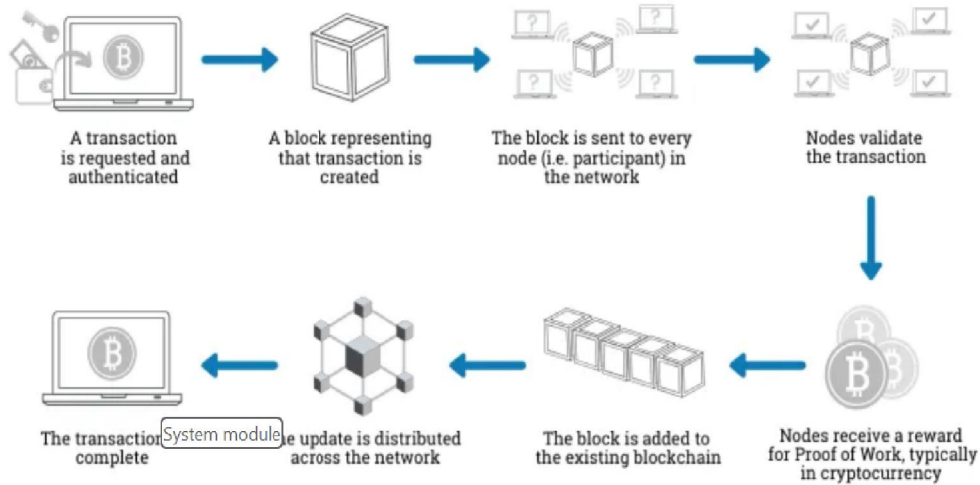 A transaction
is requested and
authenticated
A block representing
that transaction is
created
The block is sent to every
node (i.e. participant) in
the network
Nodes validate
the transaction
The transaction
complete
System module
e update is distributed
across the network
The block is added to
the existing blockchain
Nodes receive a reward
for Proof of Work, typically
in cryptocurrency